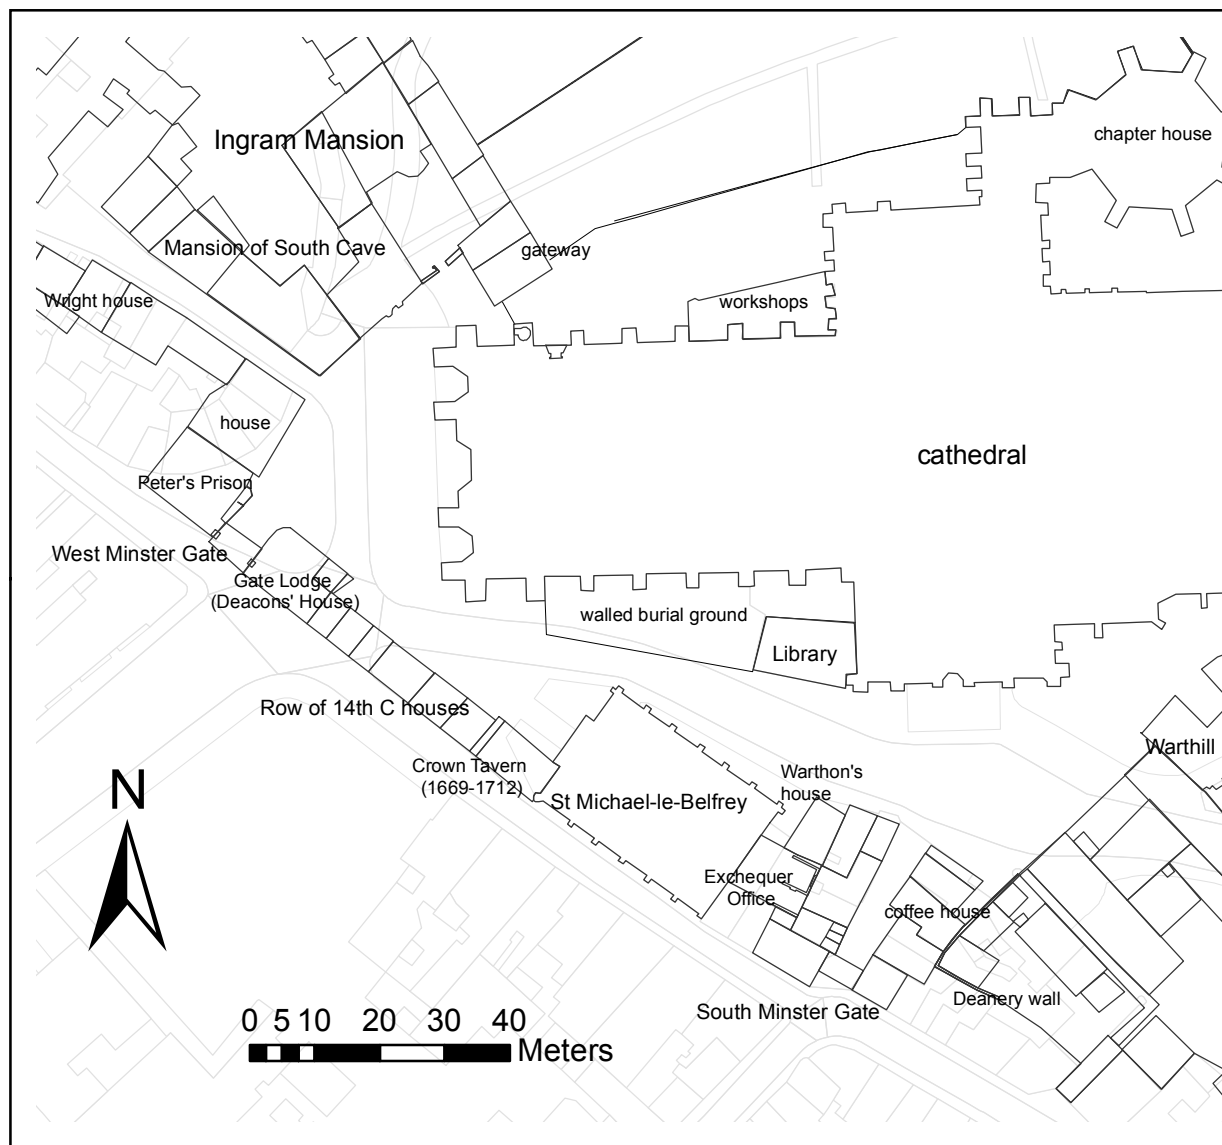 chapter house
Ingram Mansion
Mansion of South Cave
gateway
Wright house
workshops
house
cathedral
Peter's Prison
West Minster Gate
Gate Lodge
(Deacons' House)
walled burial ground
Library
Row of 14th C houses
Warthill
Crown Tavern
(1669-1712)
Warthon's
house
St Michael-le-Belfrey
N
Exchequer
Office
coffee house
Deanery wall
South Minster Gate
0 5 10 20 30 40
Meters